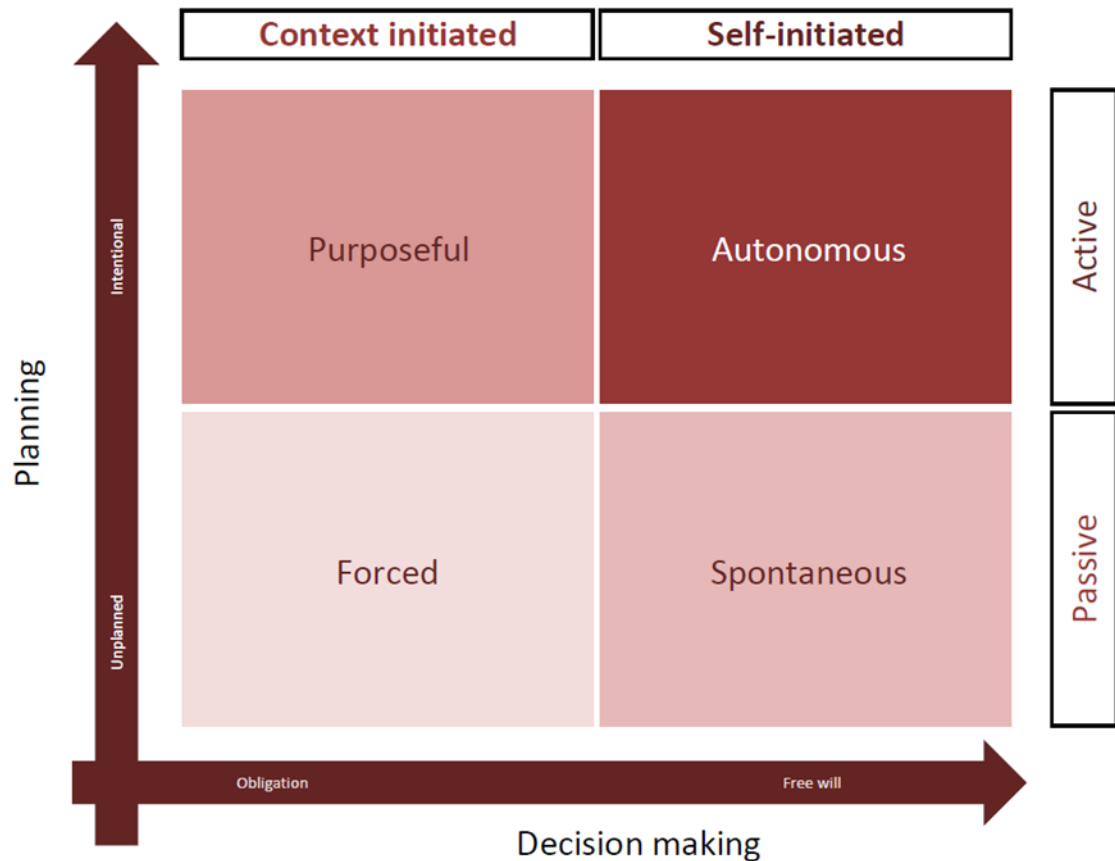 Context initiated
Self-initiated
Intentional
Purposeful
Autonomous
Active
Planning
Unplanned
Forced
Spontaneous
Passive
Obligation
Free will
Decision making